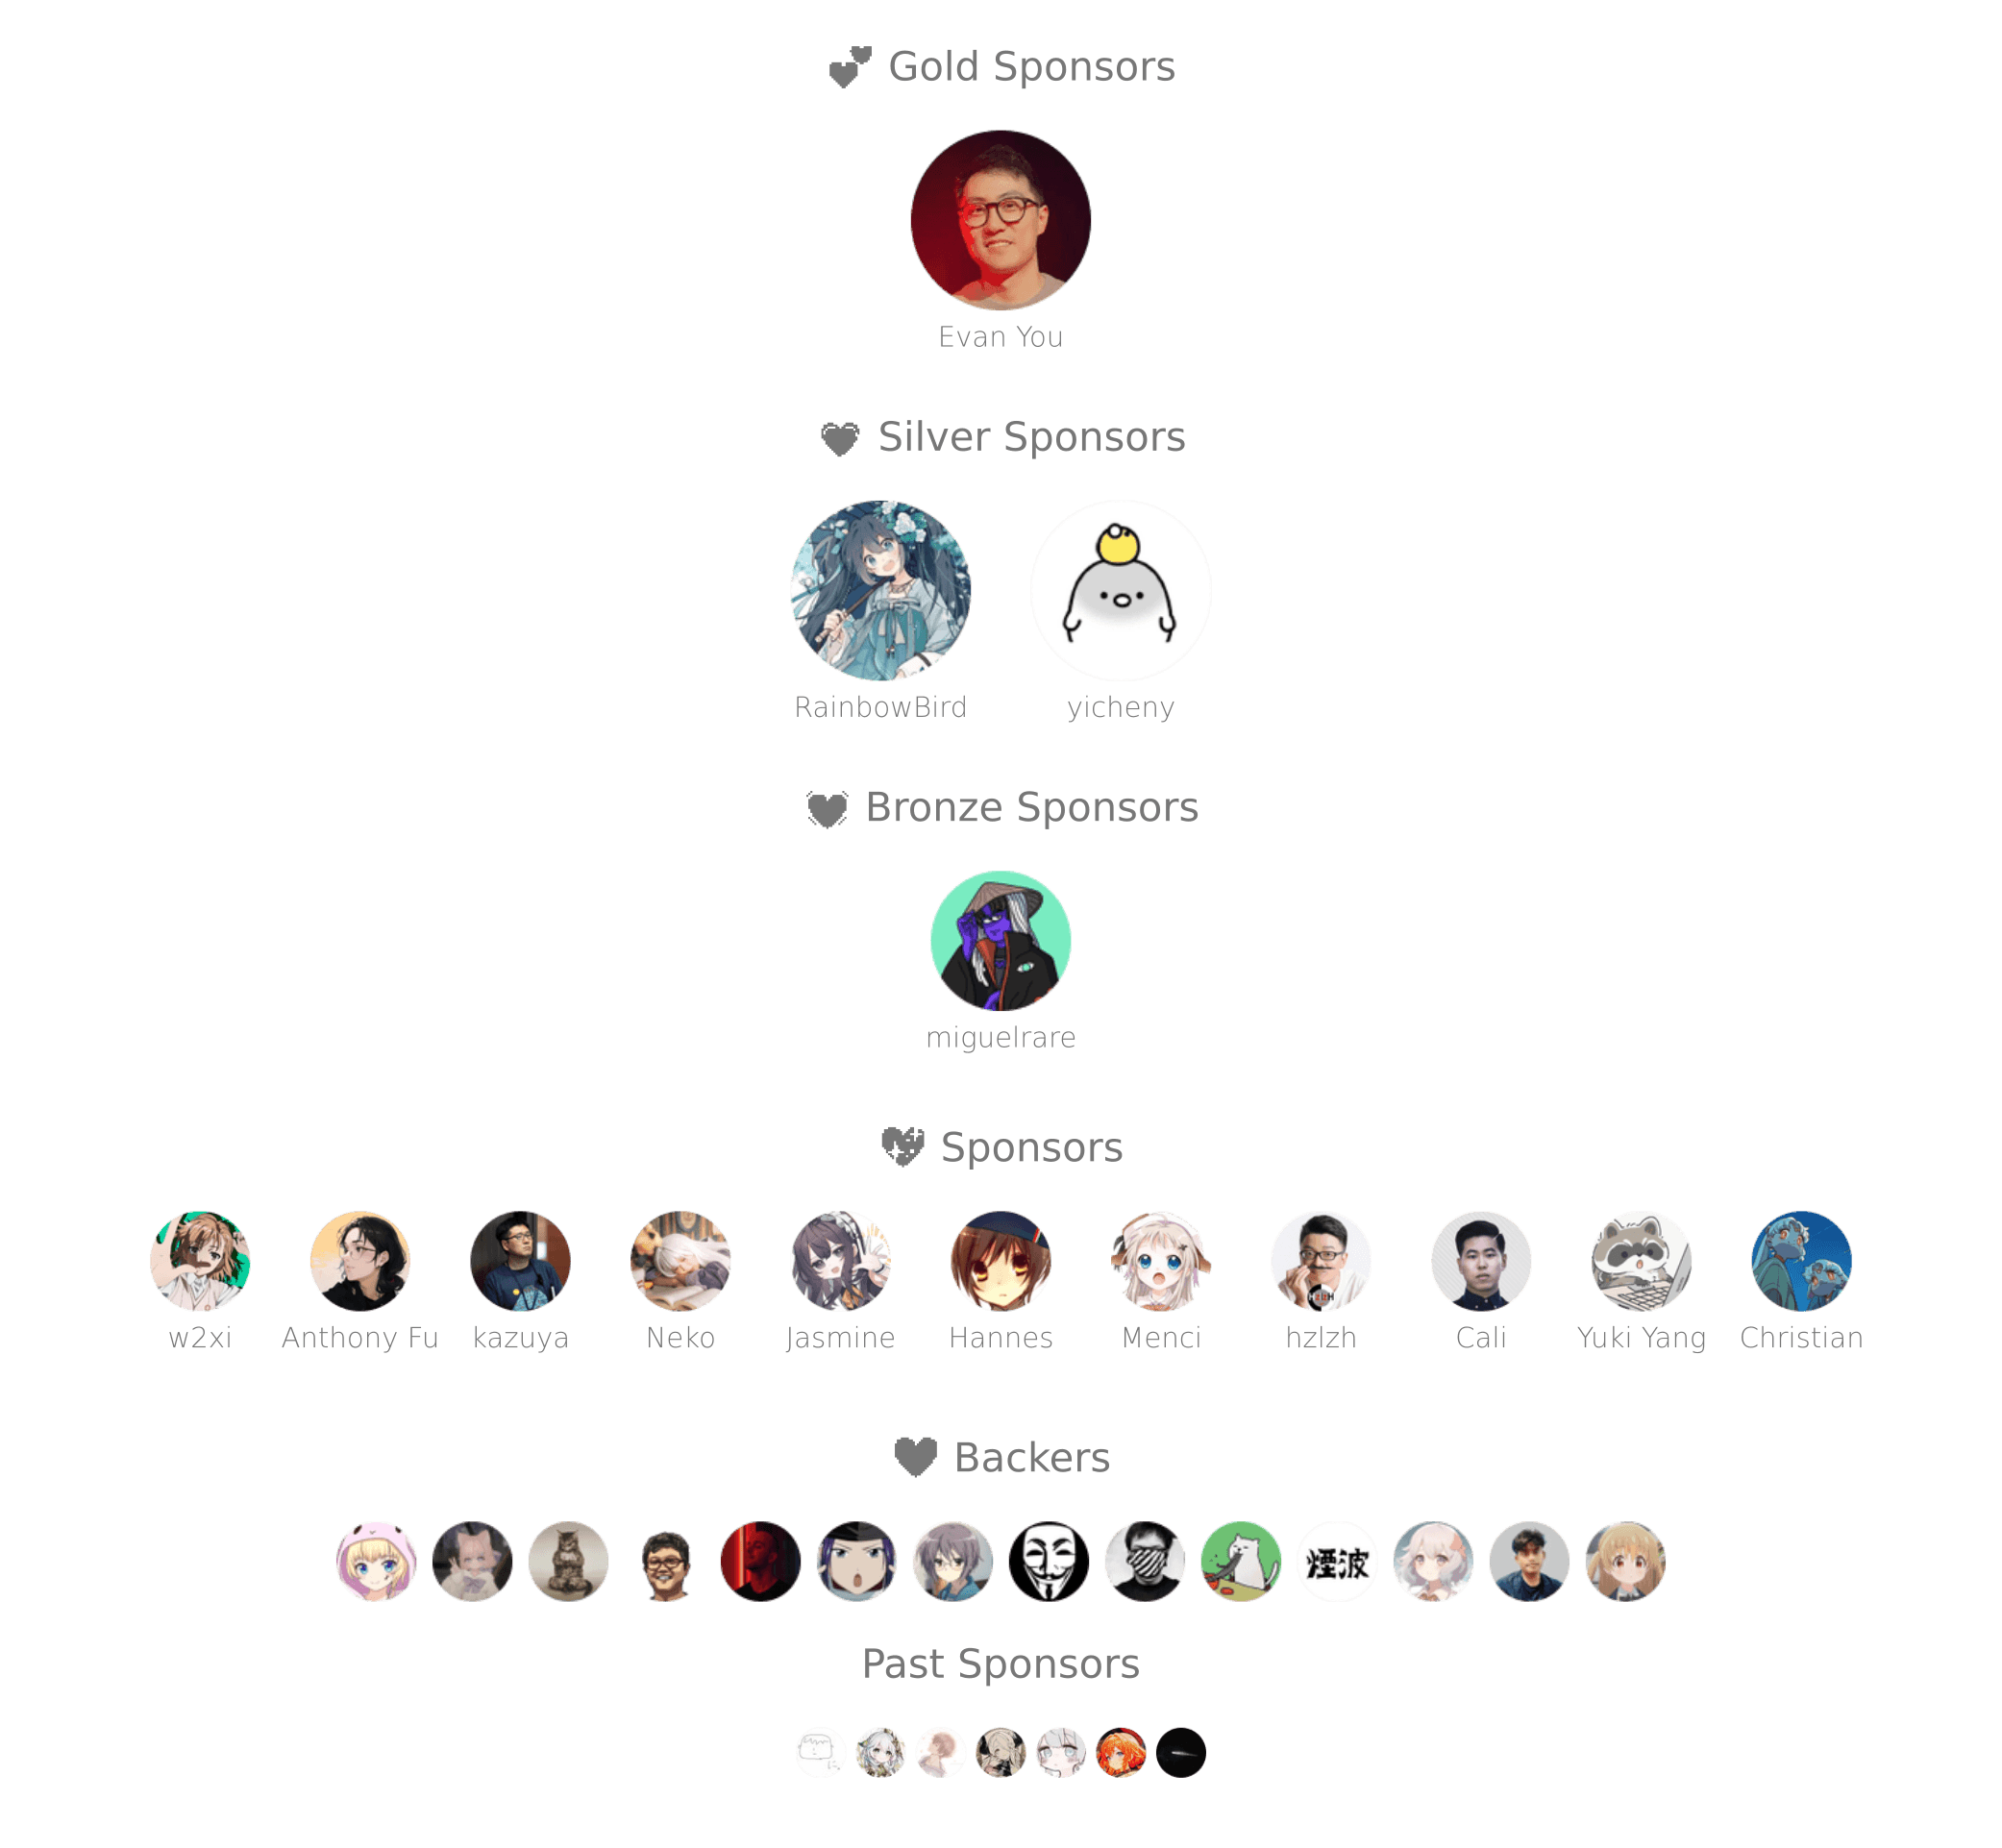 Gold Sponsors
Evan You
Silver Sponsors
RainbowBird yicheny
Bronze Sponsors
miguelrare
Sponsors
HZLZH
w2xi Anthony Fu kazuya Neko Jasmine Hannes Menci hzlzh Cali Yuki Yang Christian
Backers
煙波
Past Sponsors